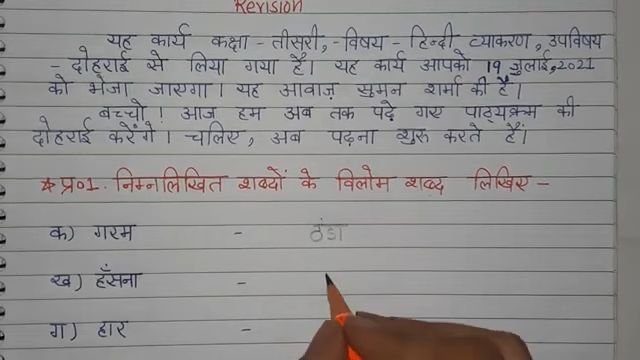 Revision
यह कार्य कक्षा - तीसरी, - विषय - हिन्दी व्याकरण, उपविषय
- दोहराई से लिया गया है। यह कार्य आपको 19 जुलाई, 2021
को भेजा जाएगा। यह आवाज़ सुमन शर्मा की है।
बच्चो! आज हम अब तक पढ़े गए पाठ्यक्रम की
दोहराई करेंगे। चलिए, अब पढ़ना शुरू करते हैं।
* प्र०1. निम्नलिखित शब्दों के विलोम शब्द लिखिए -
क) गरम - ठंडा
ख) हँसना -
ग) हार -